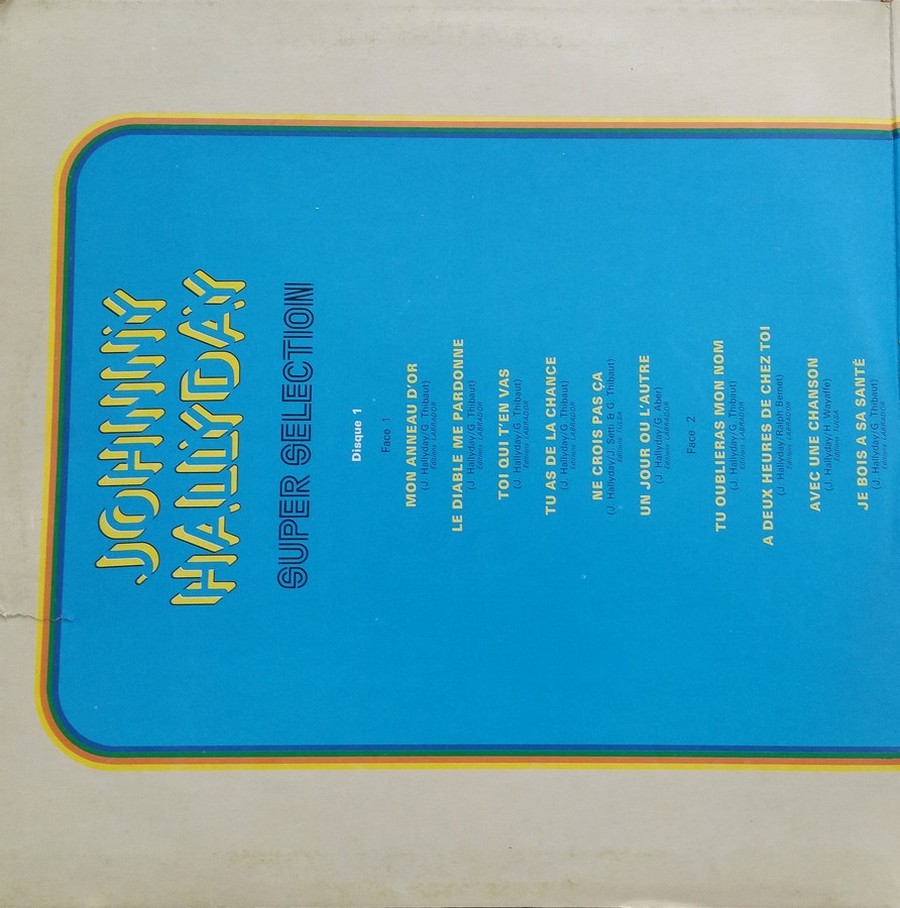 JOHNNY
HALLYDAY
SUPER SELECTION
Disque 1
Face 1
MON ANNEAU D'OR
(J. Hallyday/G. Thibaut)
Editions LABRADOR
LE DIABLE ME PARDONNE
(J. Hallyday/G. Thibaut)
Editions LABRADOR
TOI QUI T'EN VAS
(J. Hallyday/G. Thibaut)
Editions LABRADOR
TU AS DE LA CHANCE
(J. Hallyday/G. Thibaut)
Editions LABRADOR
NE CROIS PAS ÇA
(J. Hallyday/J. Setti & G. Thibaut)
Editions TULSA
UN JOUR OU L'AUTRE
(J. Hallyday/G. Aber)
Editions LABRADOR
Face 2
TU OUBLIERAS MON NOM
(J. Hallyday/G. Thibaut)
Editions LABRADOR
A DEUX HEURES DE CHEZ TOI
(J. Hallyday/Ralph Bernet)
Editions LABRADOR
AVEC UNE CHANSON
(J. Hallyday/H. Wayaffe)
Editions TULSA
JE BOIS A SA SANTÉ
(J. Hallyday/G. Thibaut)